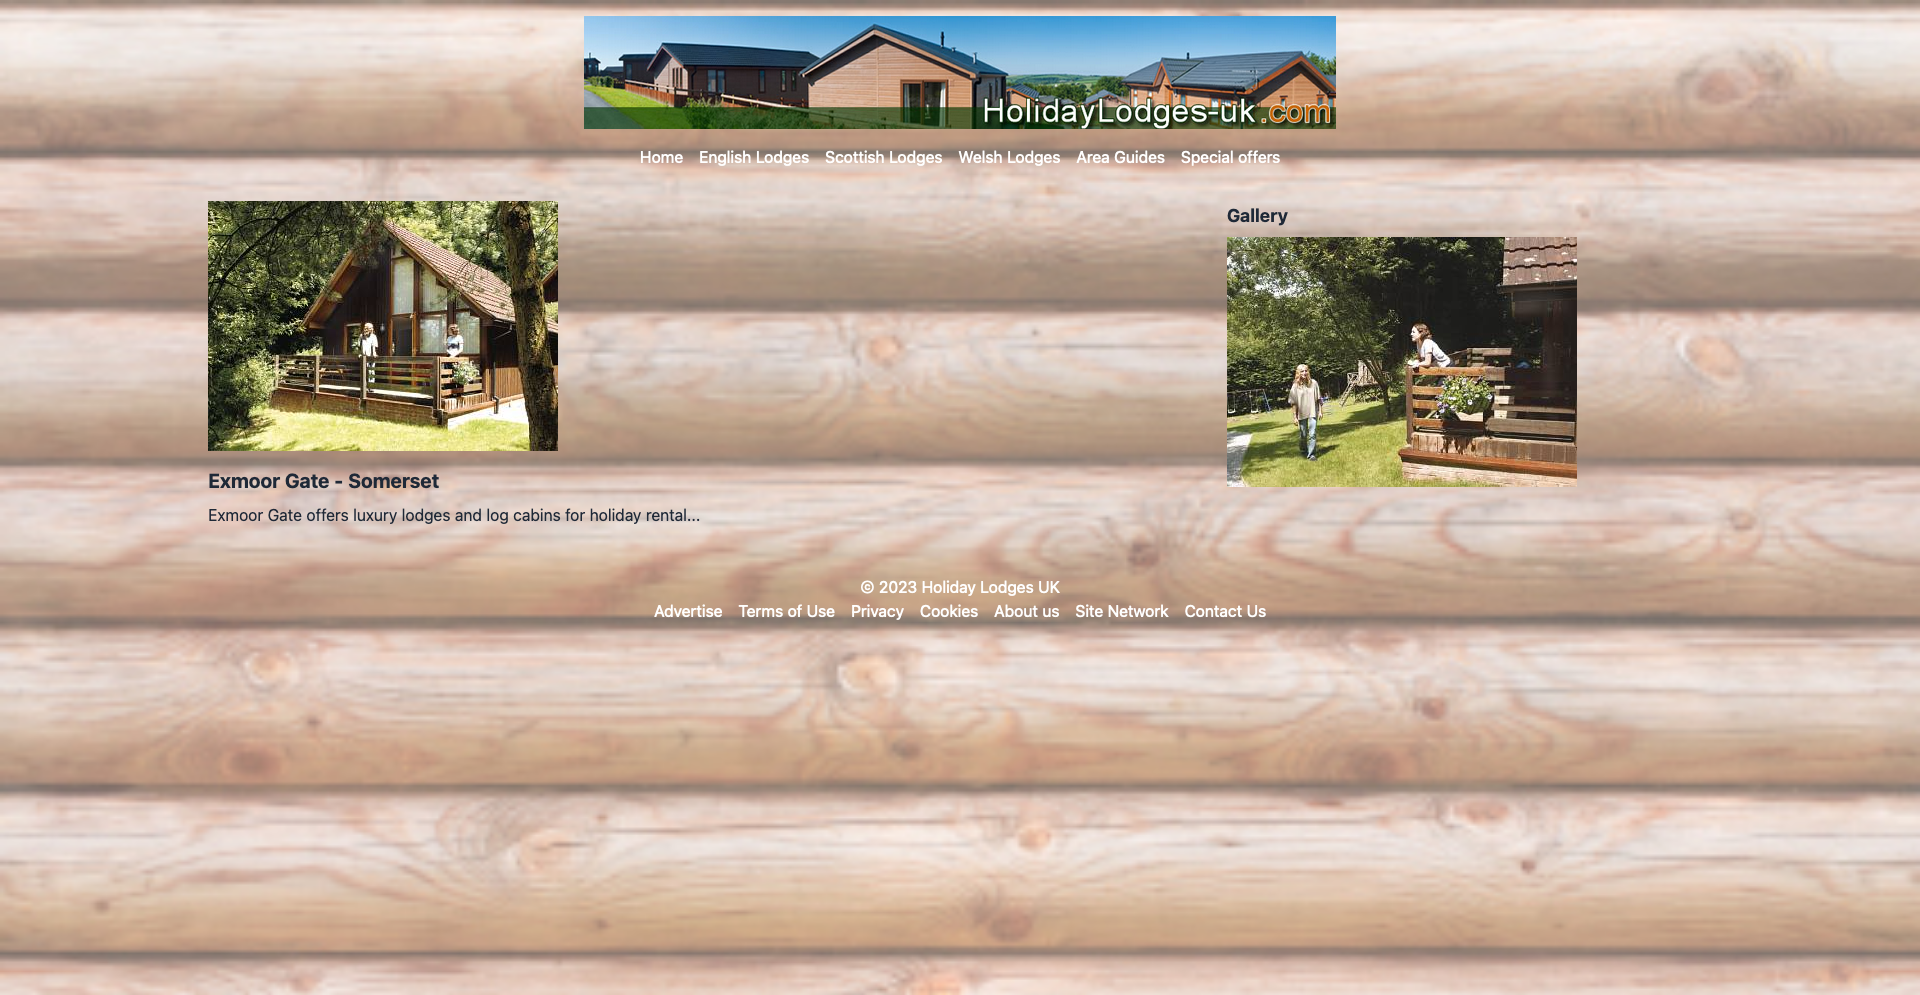 HolidayLodges-uk.com
Home English Lodges Scottish Lodges Welsh Lodges Area Guides Special offers
Gallery
Exmoor Gate - Somerset
Exmoor Gate offers luxury lodges and log cabins for holiday rental...
© 2023 Holiday Lodges UK
Advertise Terms of Use Privacy Cookies About us Site Network Contact Us